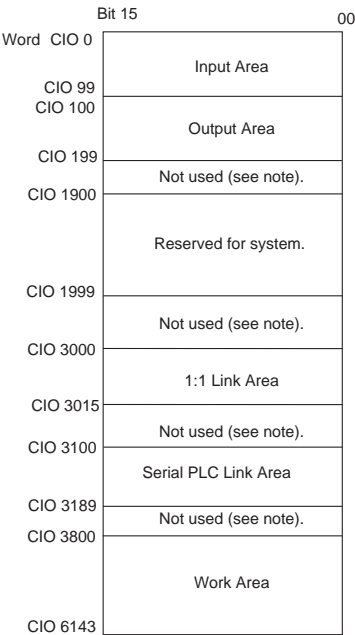 Bit 15
00
Word CIO 0
Input Area
CIO 99
CIO 100
Output Area
CIO 199
Not used (see note).
CIO 1900
Reserved for system.
CIO 1999
Not used (see note).
CIO 3000
1:1 Link Area
CIO 3015
Not used (see note).
CIO 3100
Serial PLC Link Area
CIO 3189
Not used (see note).
CIO 3800
Work Area
CIO 6143